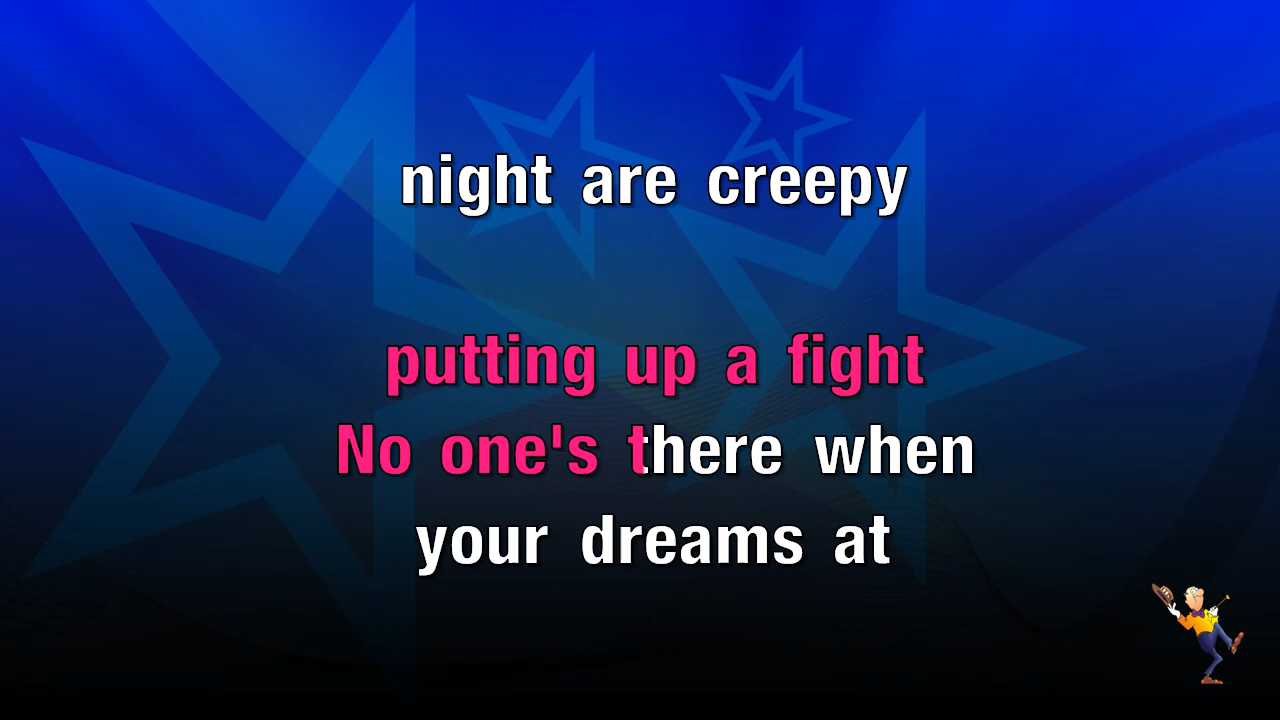 night are creepy
putting up a fight
No one's there when
your dreams at